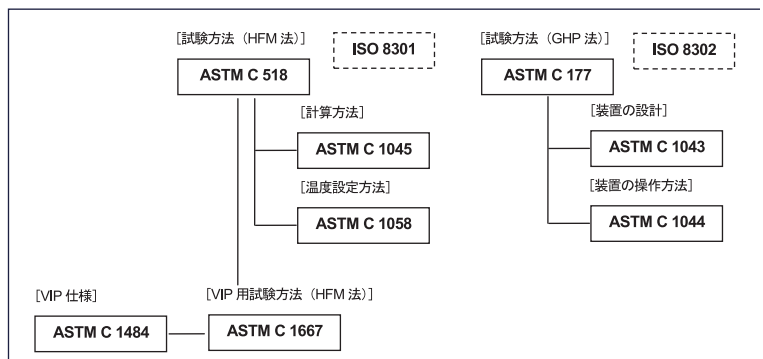 [試験方法（HFM 法）]
ISO 8301
ASTM C 518
[計算方法]
ASTM C 1045
[温度設定方法]
ASTM C 1058
[試験方法（GHP 法）]
ISO 8302
ASTM C 177
[装置の設計]
ASTM C 1043
[装置の操作方法]
ASTM C 1044
[VIP 仕様]
ASTM C 1484
[VIP 用試験方法（HFM 法）]
ASTM C 1667